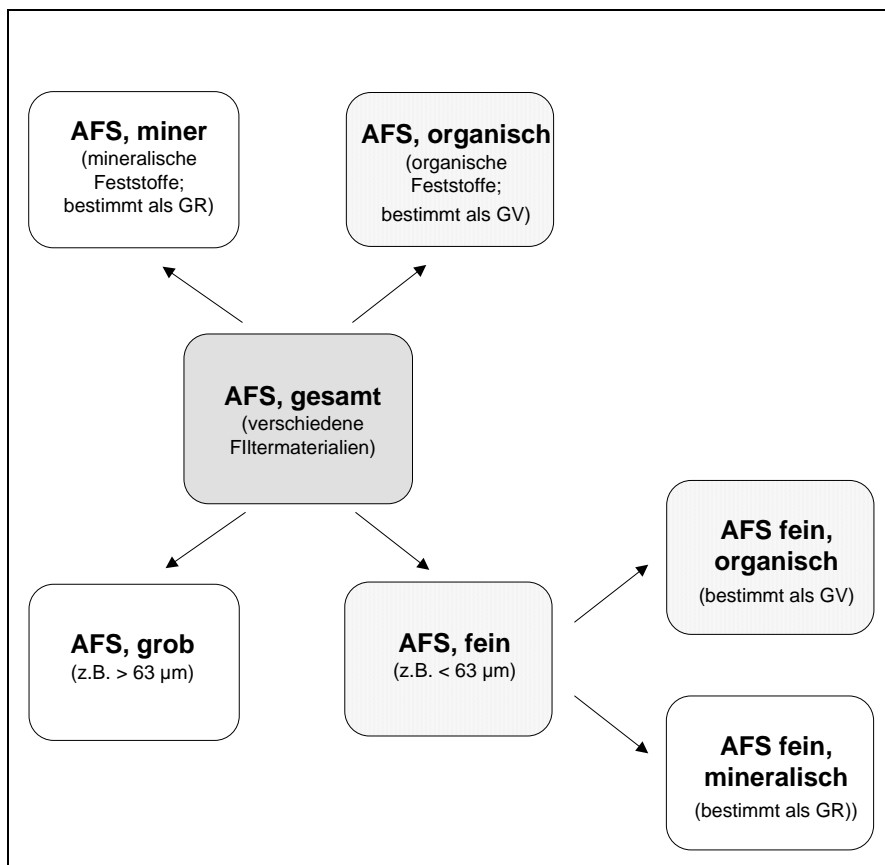 AFS, miner
(mineralische
Feststoffe;
bestimmt als GR)
AFS, organisch
(organische
Feststoffe;
bestimmt als GV)
AFS, gesamt
(verschiedene
FIltermaterialien)
AFS, grob
(z.B. > 63 µm)
AFS, fein
(z.B. < 63 µm)
AFS fein,
organisch
(bestimmt als GV)
AFS fein,
mineralisch
(bestimmt als GR))